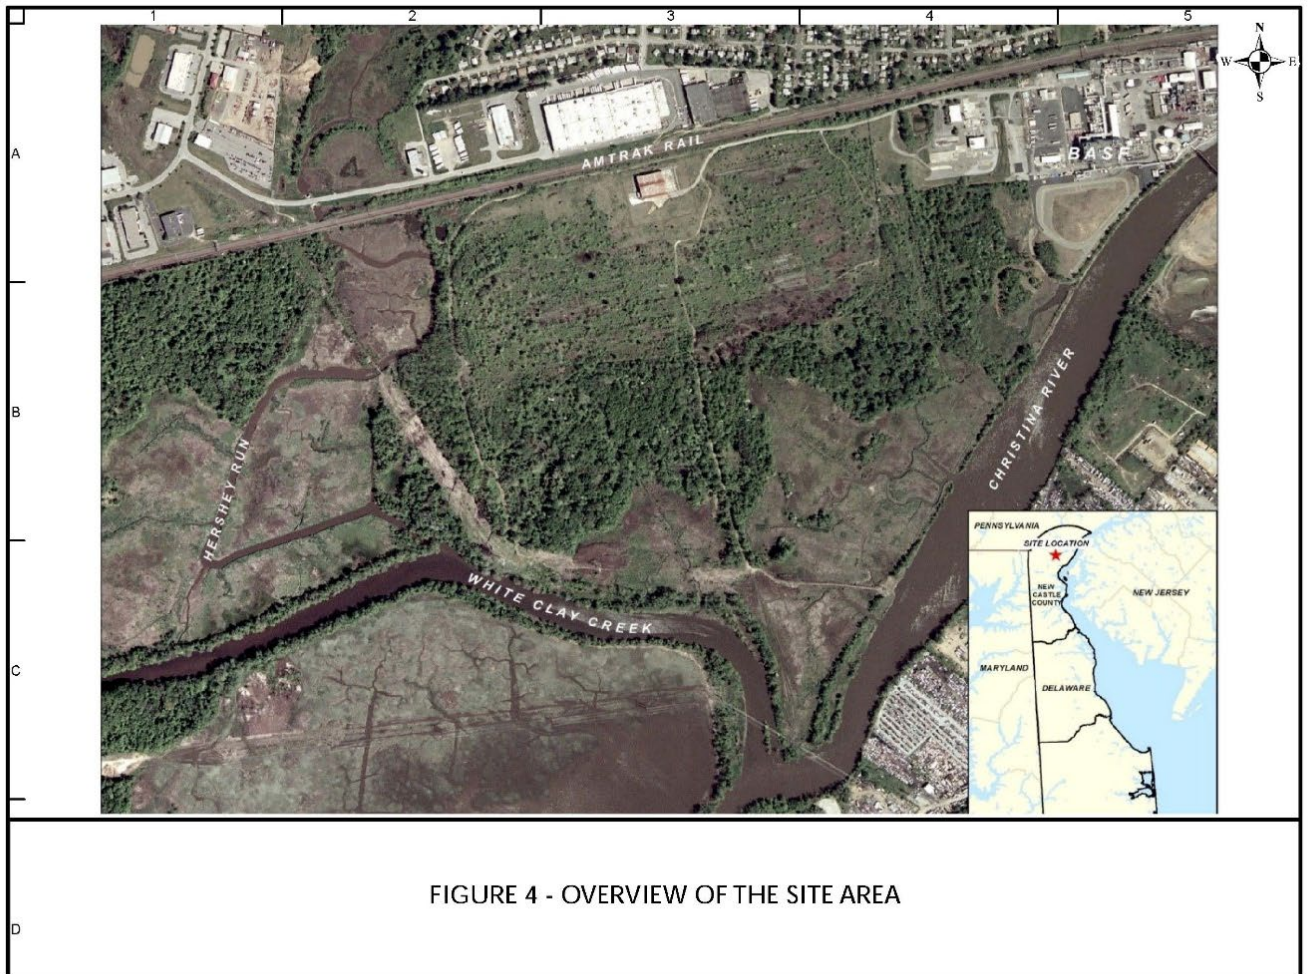 1 2 3 4 5
N
W E
S
A
AMTRAK RAIL
BASF
B
HERSHEY RUN
CHRISTINA RIVER
PENNSYLVANIA
SITE LOCATION
NEW
CASTLE
COUNTY
NEW JERSEY
WHITE CLAY CREEK
C
MARYLAND
DELAWARE
FIGURE 4 - OVERVIEW OF THE SITE AREA
D